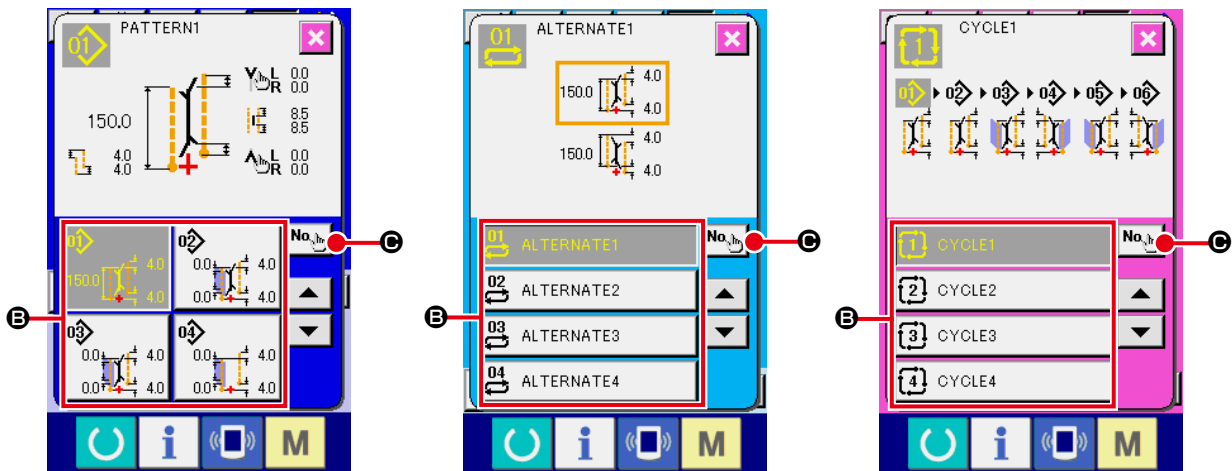 01 PATTERN1
150.0
4.0
4.0
L 0.0
R 0.0
8.5
8.5
L 0.0
R 0.0
01
150.0
4.0
4.0
02
0.0
4.0
0.0
4.0
No.
C
B
03
0.0
4.0
0.0
4.0
04
0.0
4.0
0.0
4.0
i
M
01 ALTERNATE1
150.0
4.0
4.0
150.0
4.0
4.0
01 ALTERNATE1
No.
C
02 ALTERNATE2
B
03 ALTERNATE3
04 ALTERNATE4
i
M
1 CYCLE1
01 02 03 04 05 06
1 CYCLE1
No.
C
2 CYCLE2
B
3 CYCLE3
4 CYCLE4
i
M